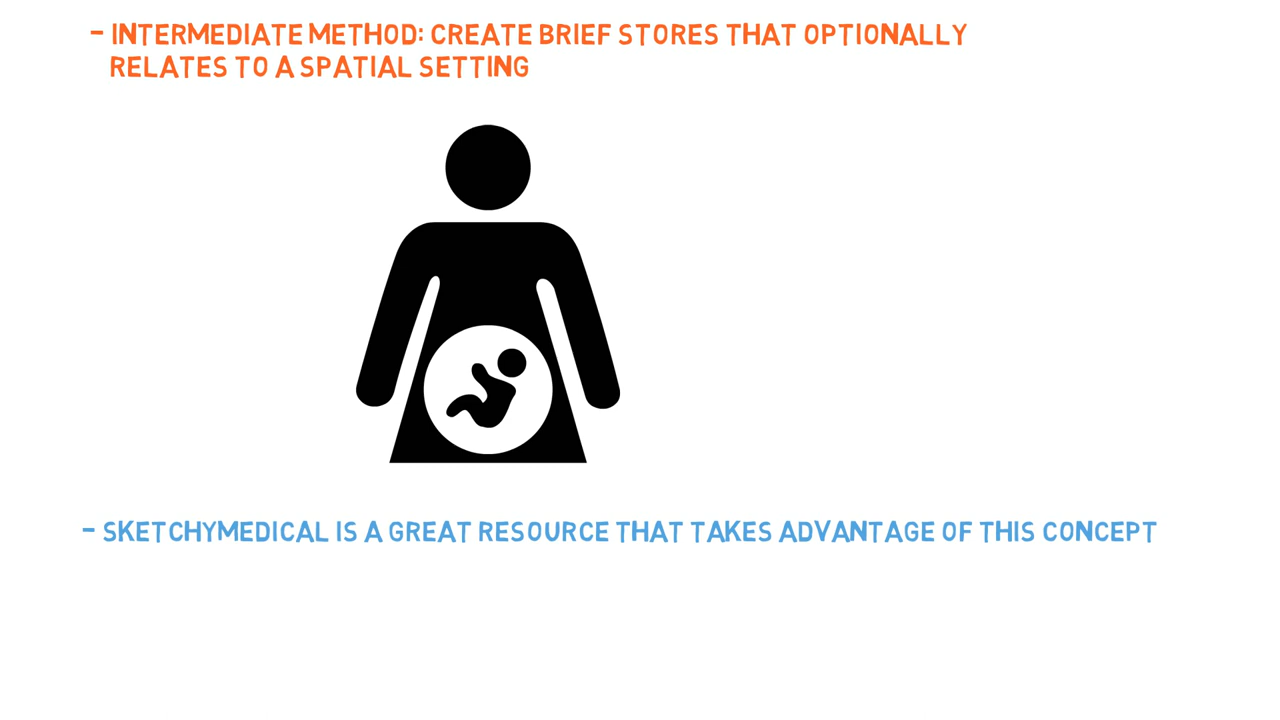 - INTERMEDIATE METHOD: CREATE BRIEF STORES THAT OPTIONALLY
RELATES TO A SPATIAL SETTING
- SKETCHYMEDICAL IS A GREAT RESOURCE THAT TAKES ADVANTAGE OF THIS CONCEPT